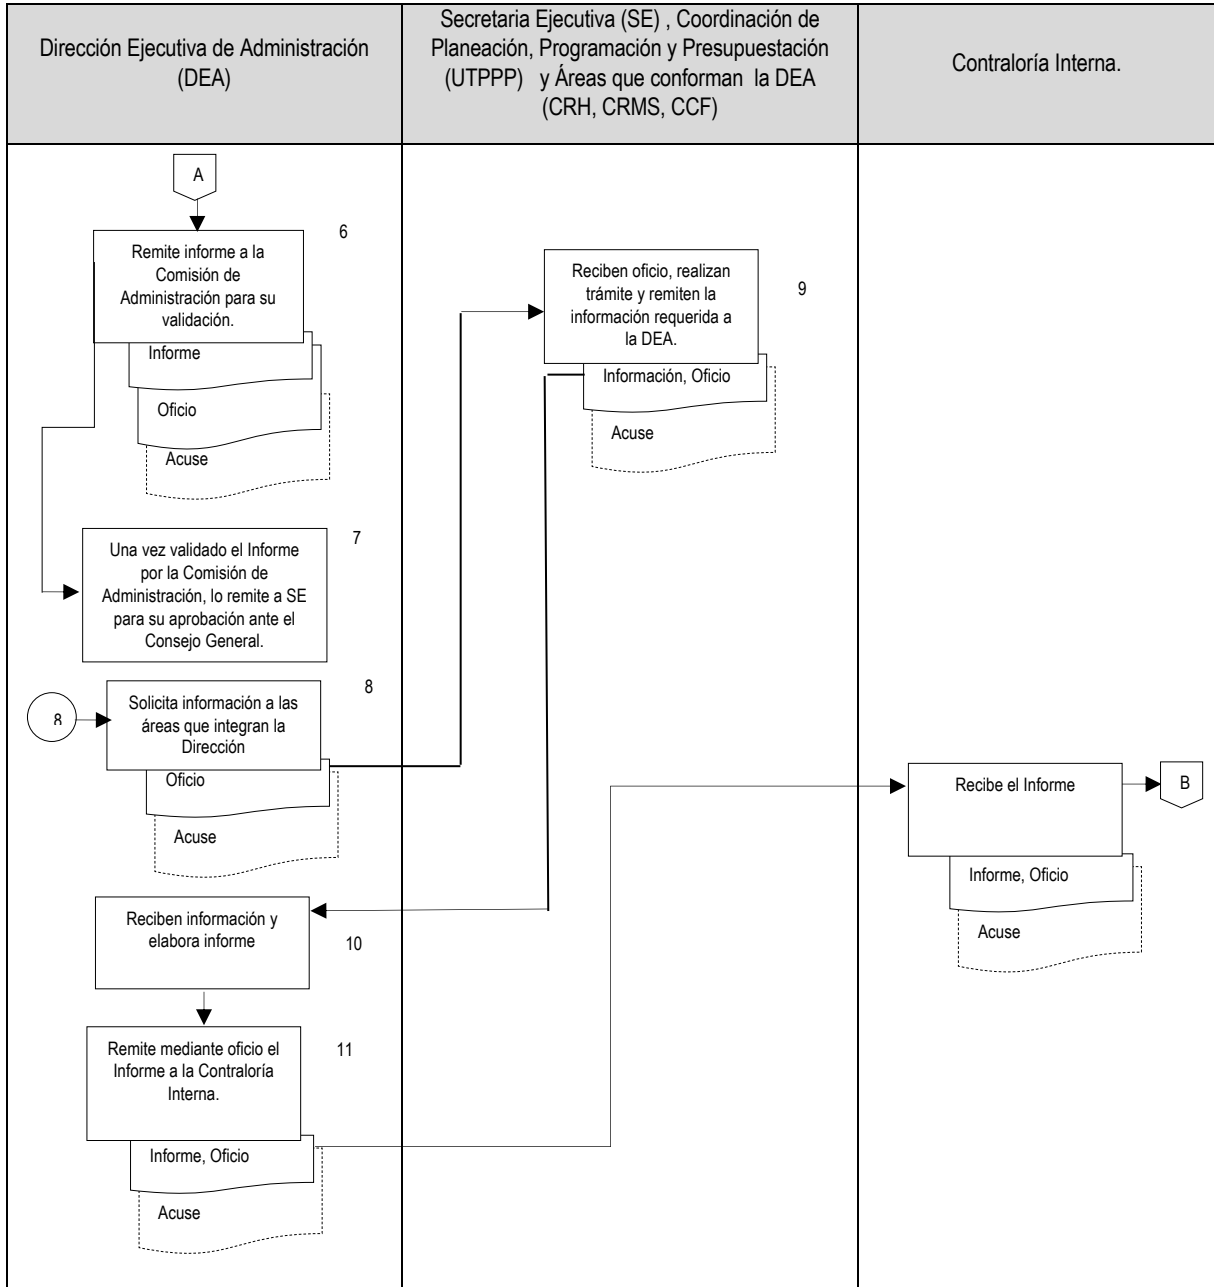 Dirección Ejecutiva de Administración
(DEA)
Secretaria Ejecutiva (SE) , Coordinación de
Planeación, Programación y Presupuestación
(UTPPP) y Áreas que conforman la DEA
(CRH, CRMS, CCF)
Contraloría Interna.
A
6
Remite informe a la
Comisión de
Administración para su
validación.
Informe
Oficio
Acuse
7
Una vez validado el Informe
por la Comisión de
Administración, lo remite a SE
para su aprobación ante el
Consejo General.
8
8
Solicita información a las
áreas que integran la
Dirección
Oficio
Acuse
Reciben oficio, realizan
trámite y remiten la
información requerida a
la DEA.
9
Información, Oficio
Acuse
Reciben información y
elabora informe
10
Remite mediante oficio el
Informe a la Contraloría
Interna.
11
Informe, Oficio
Acuse
Recibe el Informe
B
Informe, Oficio
Acuse